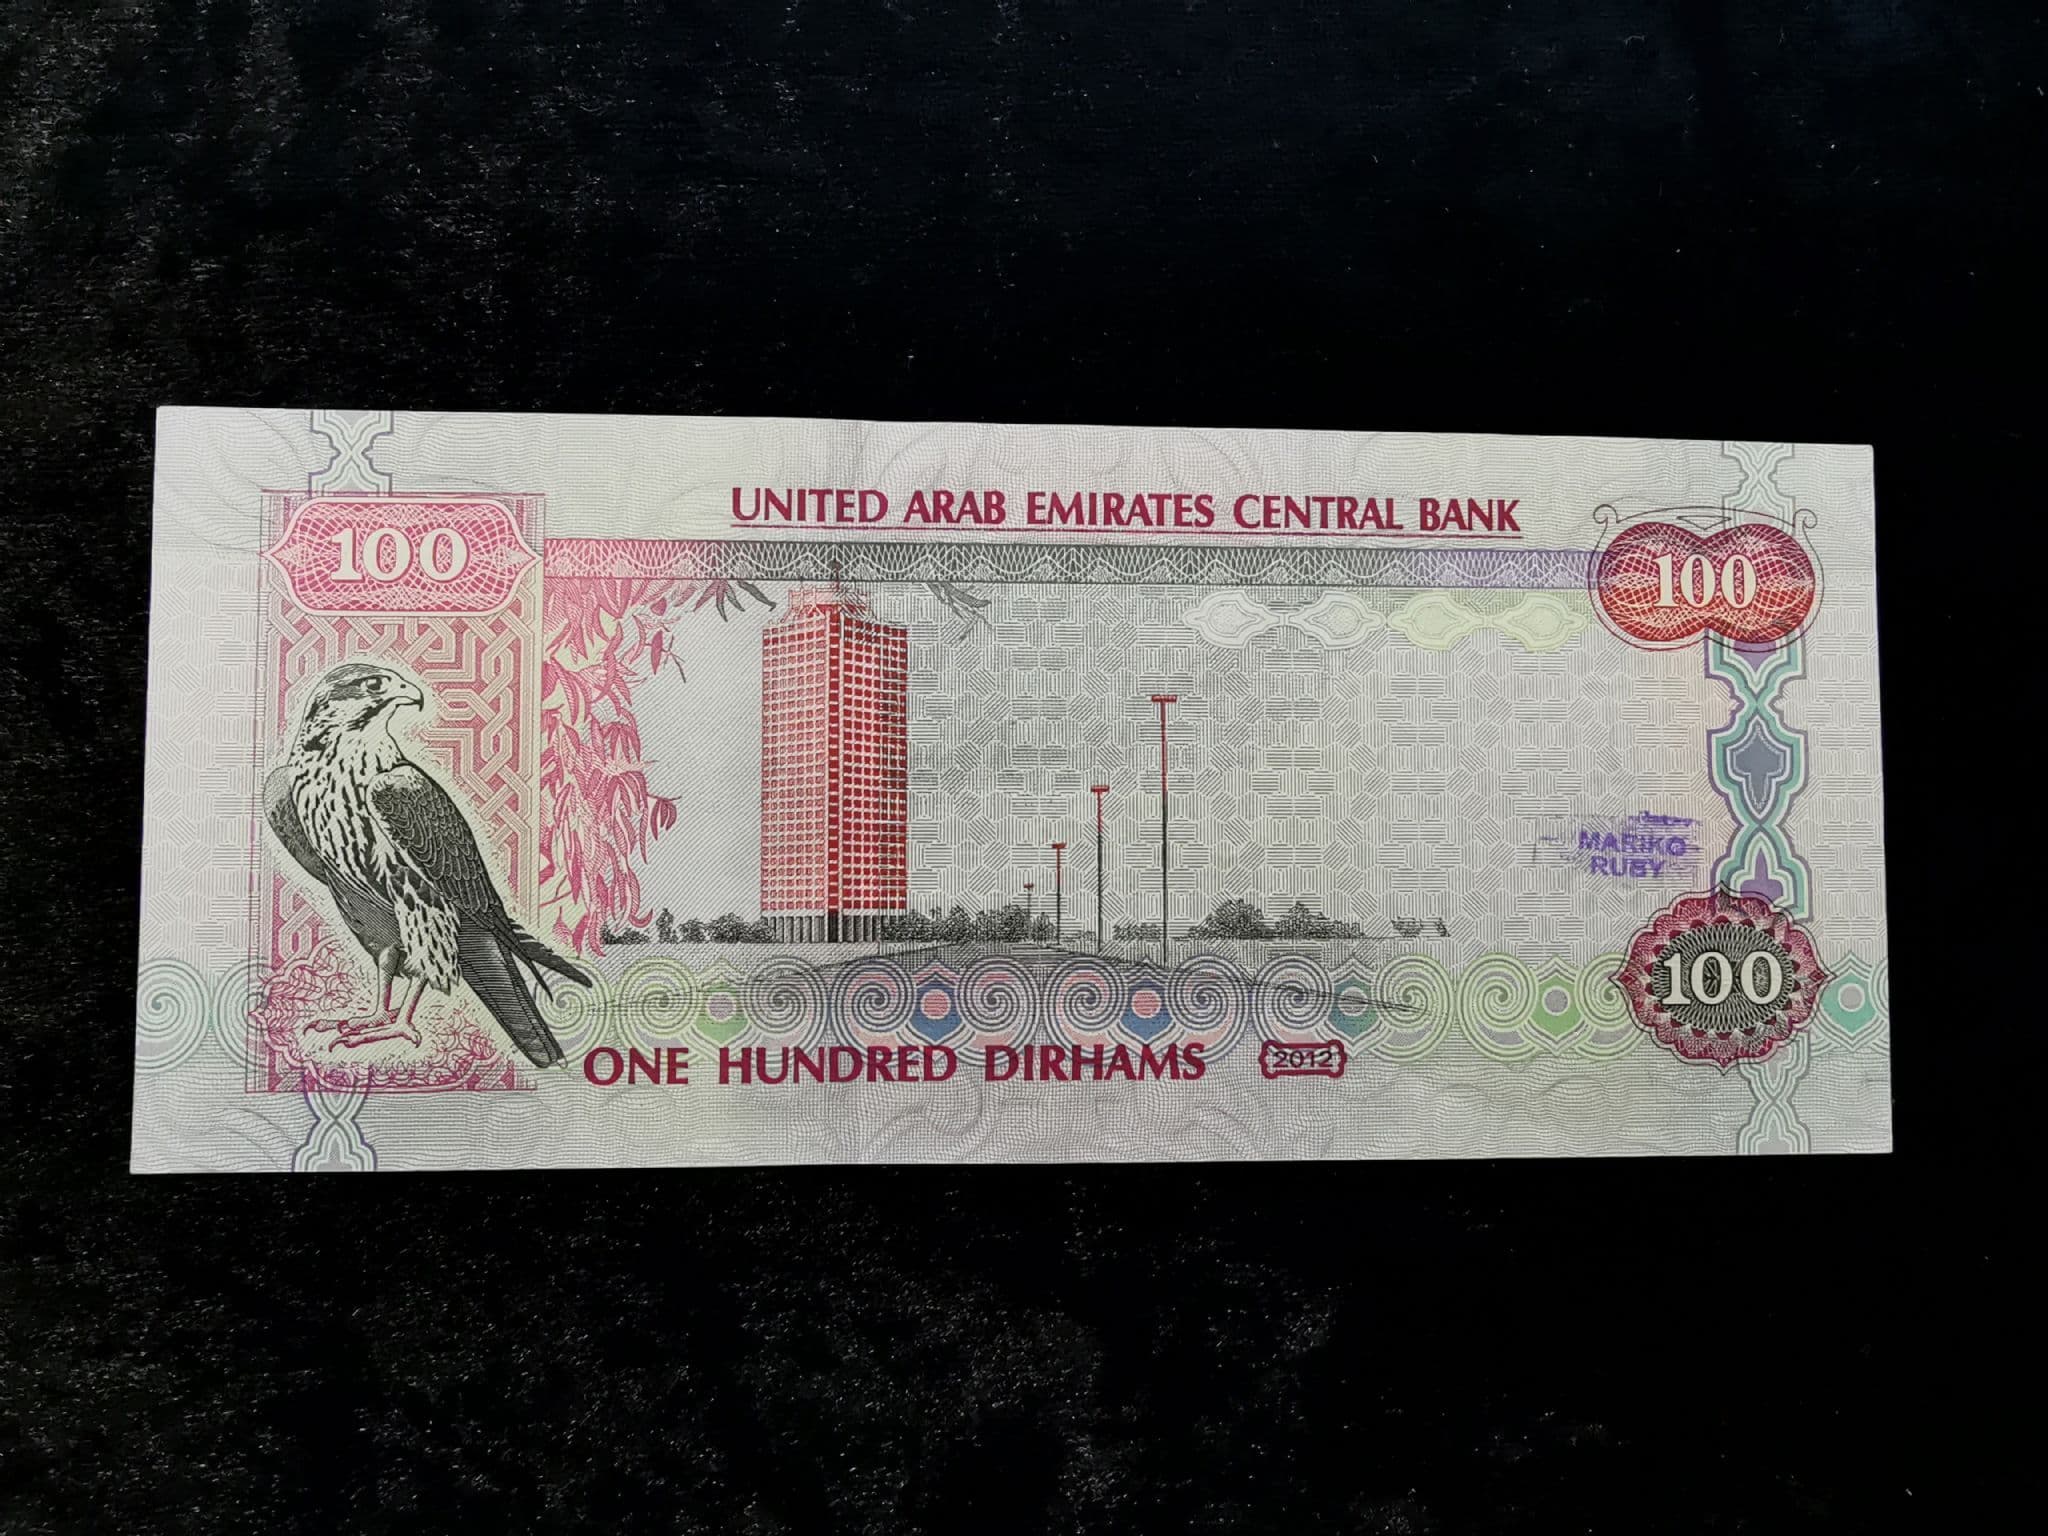 UNITED ARAB EMIRATES CENTRAL BANK
100
100
MARIKO
RUBY
100
ONE HUNDRED DIRHAMS
2012